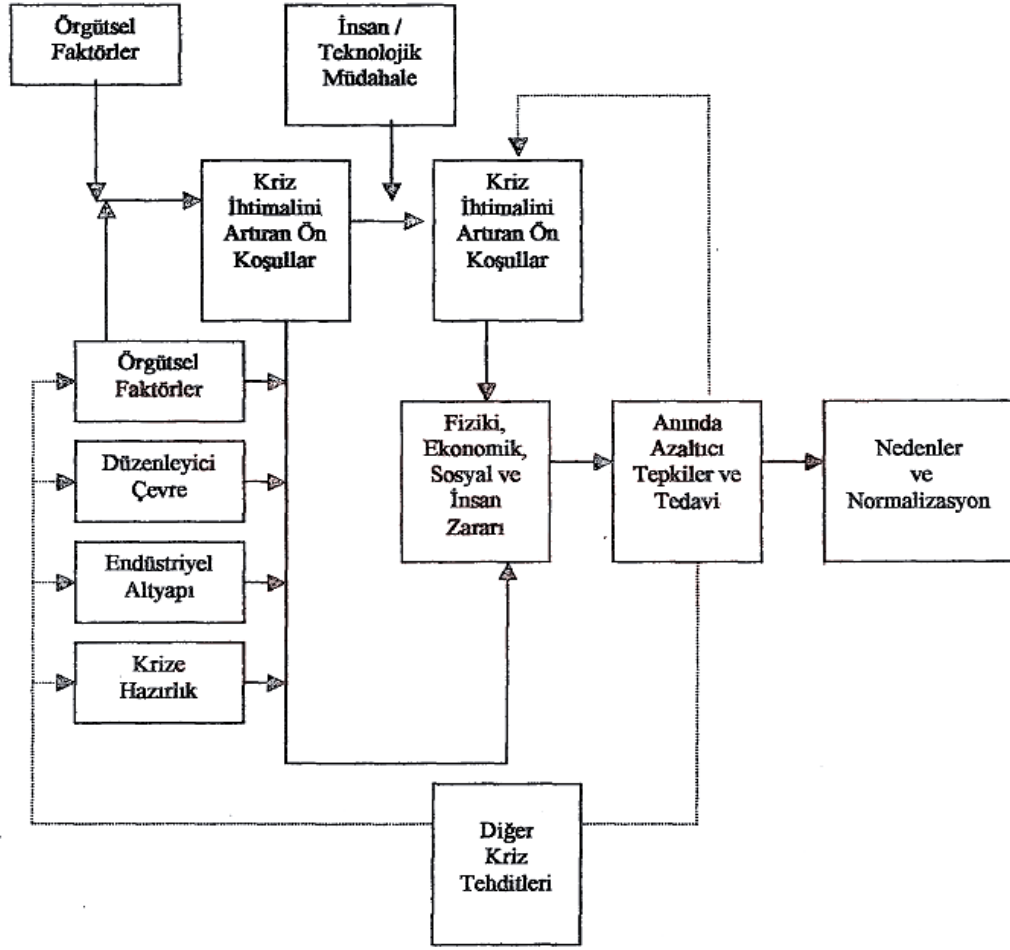 Örgütsel
Faktörler
İnsan /
Teknolojik
Müdahale
Kriz
İhtimalini
Artıran Ön
Koşullar
Kriz
İhtimalini
Artıran Ön
Koşullar
Örgütsel
Faktörler
Düzenleyici
Çevre
Endüstriyel
Altyapı
Krize
Hazırlık
Fiziki,
Ekonomik,
Sosyal ve
İnsan
Zararı
Anında
Azaltıcı
Tepkiler ve
Tedavi
Nedenler
ve
Normalizasyon
Diğer
Kriz
Tehditleri